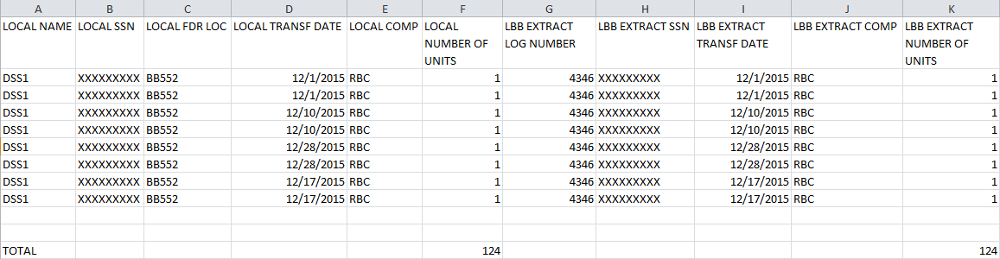 A B C D E F G H I J K
LOCAL NAME LOCAL SSN LOCAL FDR LOC LOCAL TRANSF DATE LOCAL COMP LOCAL LBB EXTRACT LBB EXTRACT SSN LBB EXTRACT LBB EXTRACT COMP LBB EXTRACT
NUMBER OF LOG NUMBER TRANSF DATE NUMBER OF
UNITS UNITS
DSS1 XXXXXXXXX BB552 12/1/2015 RBC 1 4346 XXXXXXXXX 12/1/2015 RBC 1
DSS1 XXXXXXXXX BB552 12/1/2015 RBC 1 4346 XXXXXXXXX 12/1/2015 RBC 1
DSS1 XXXXXXXXX BB552 12/10/2015 RBC 1 4346 XXXXXXXXX 12/10/2015 RBC 1
DSS1 XXXXXXXXX BB552 12/10/2015 RBC 1 4346 XXXXXXXXX 12/10/2015 RBC 1
DSS1 XXXXXXXXX BB552 12/28/2015 RBC 1 4346 XXXXXXXXX 12/28/2015 RBC 1
DSS1 XXXXXXXXX BB552 12/28/2015 RBC 1 4346 XXXXXXXXX 12/28/2015 RBC 1
DSS1 XXXXXXXXX BB552 12/17/2015 RBC 1 4346 XXXXXXXXX 12/17/2015 RBC 1
DSS1 XXXXXXXXX BB552 12/17/2015 RBC 1 4346 XXXXXXXXX 12/17/2015 RBC 1
TOTAL 124 124